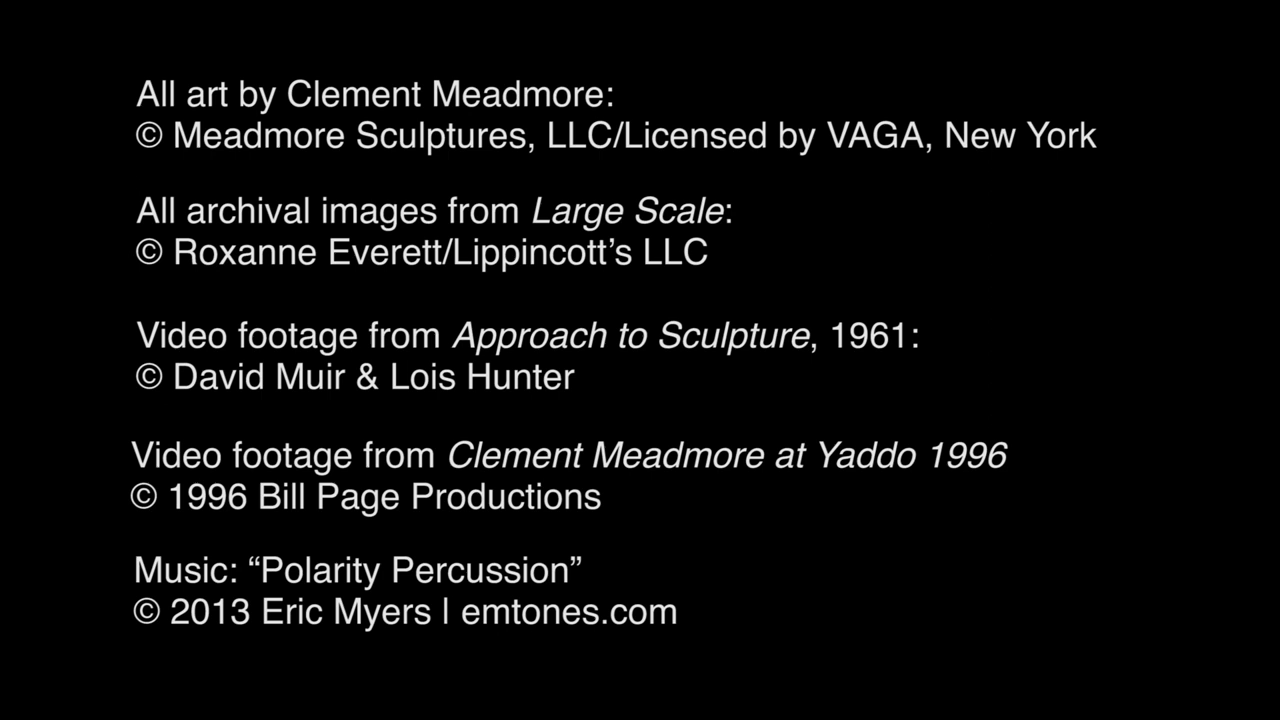 All art by Clement Meadmore:
© Meadmore Sculptures, LLC/Licensed by VAGA, New York
All archival images from Large Scale:
© Roxanne Everett/Lippincott’s LLC
Video footage from Approach to Sculpture, 1961:
© David Muir & Lois Hunter
Video footage from Clement Meadmore at Yaddo 1996
© 1996 Bill Page Productions
Music: “Polarity Percussion”
© 2013 Eric Myers | emtones.com